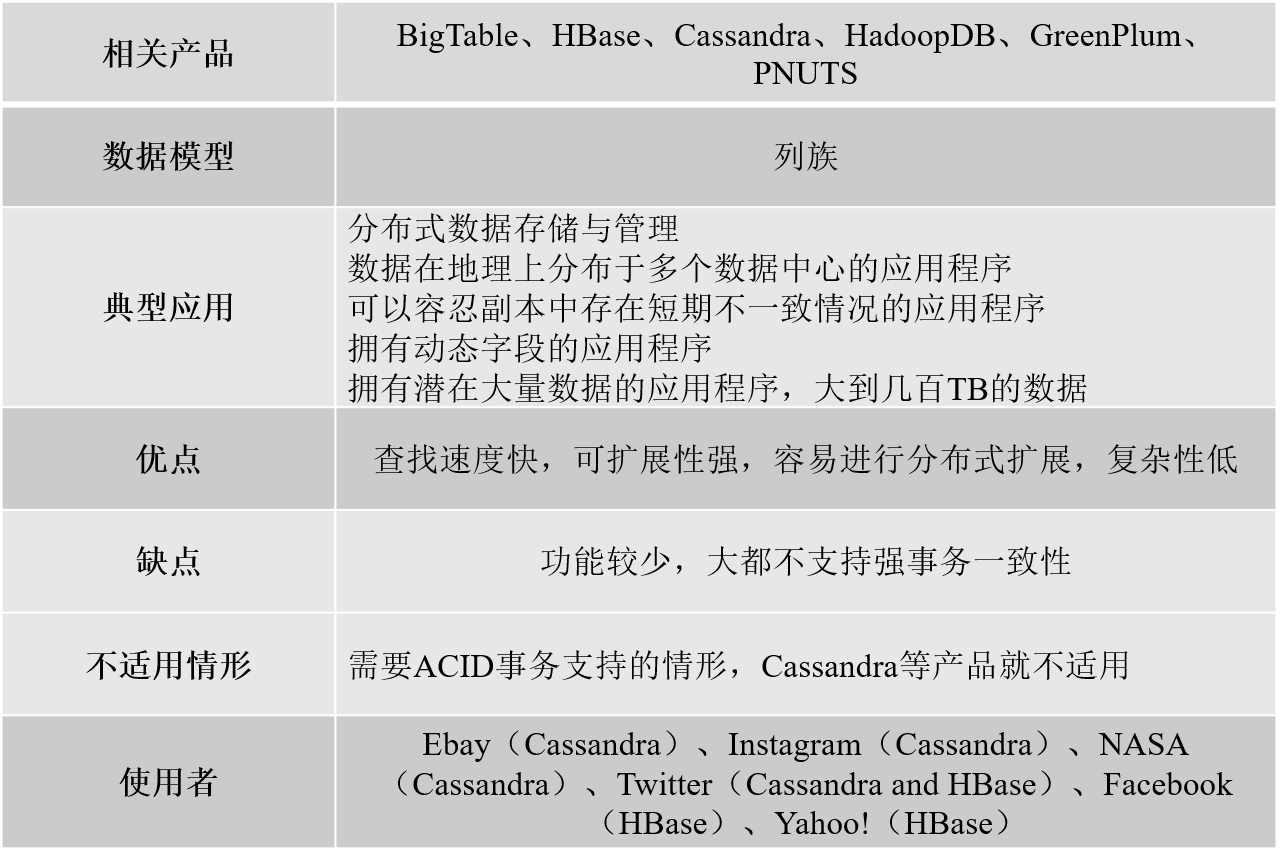 相关产品
BigTable、HBase、Cassandra、HadoopDB、GreenPlum、
PNUTS
数据模型
列族
典型应用
分布式数据存储与管理
数据在地理上分布于多个数据中心的应用程序
可以容忍副本中存在短期不一致情况的应用程序
拥有动态字段的应用程序
拥有潜在大量数据的应用程序，大到几百TB的数据
优点
查找速度快，可扩展性强，容易进行分布式扩展，复杂性低
缺点
功能较少，大都不支持强事务一致性
不适用情形
需要ACID事务支持的情形，Cassandra等产品就不适用
使用者
Ebay（Cassandra）、Instagram（Cassandra）、NASA
（Cassandra）、Twitter（Cassandra and HBase）、Facebook
（HBase）、Yahoo!（HBase）